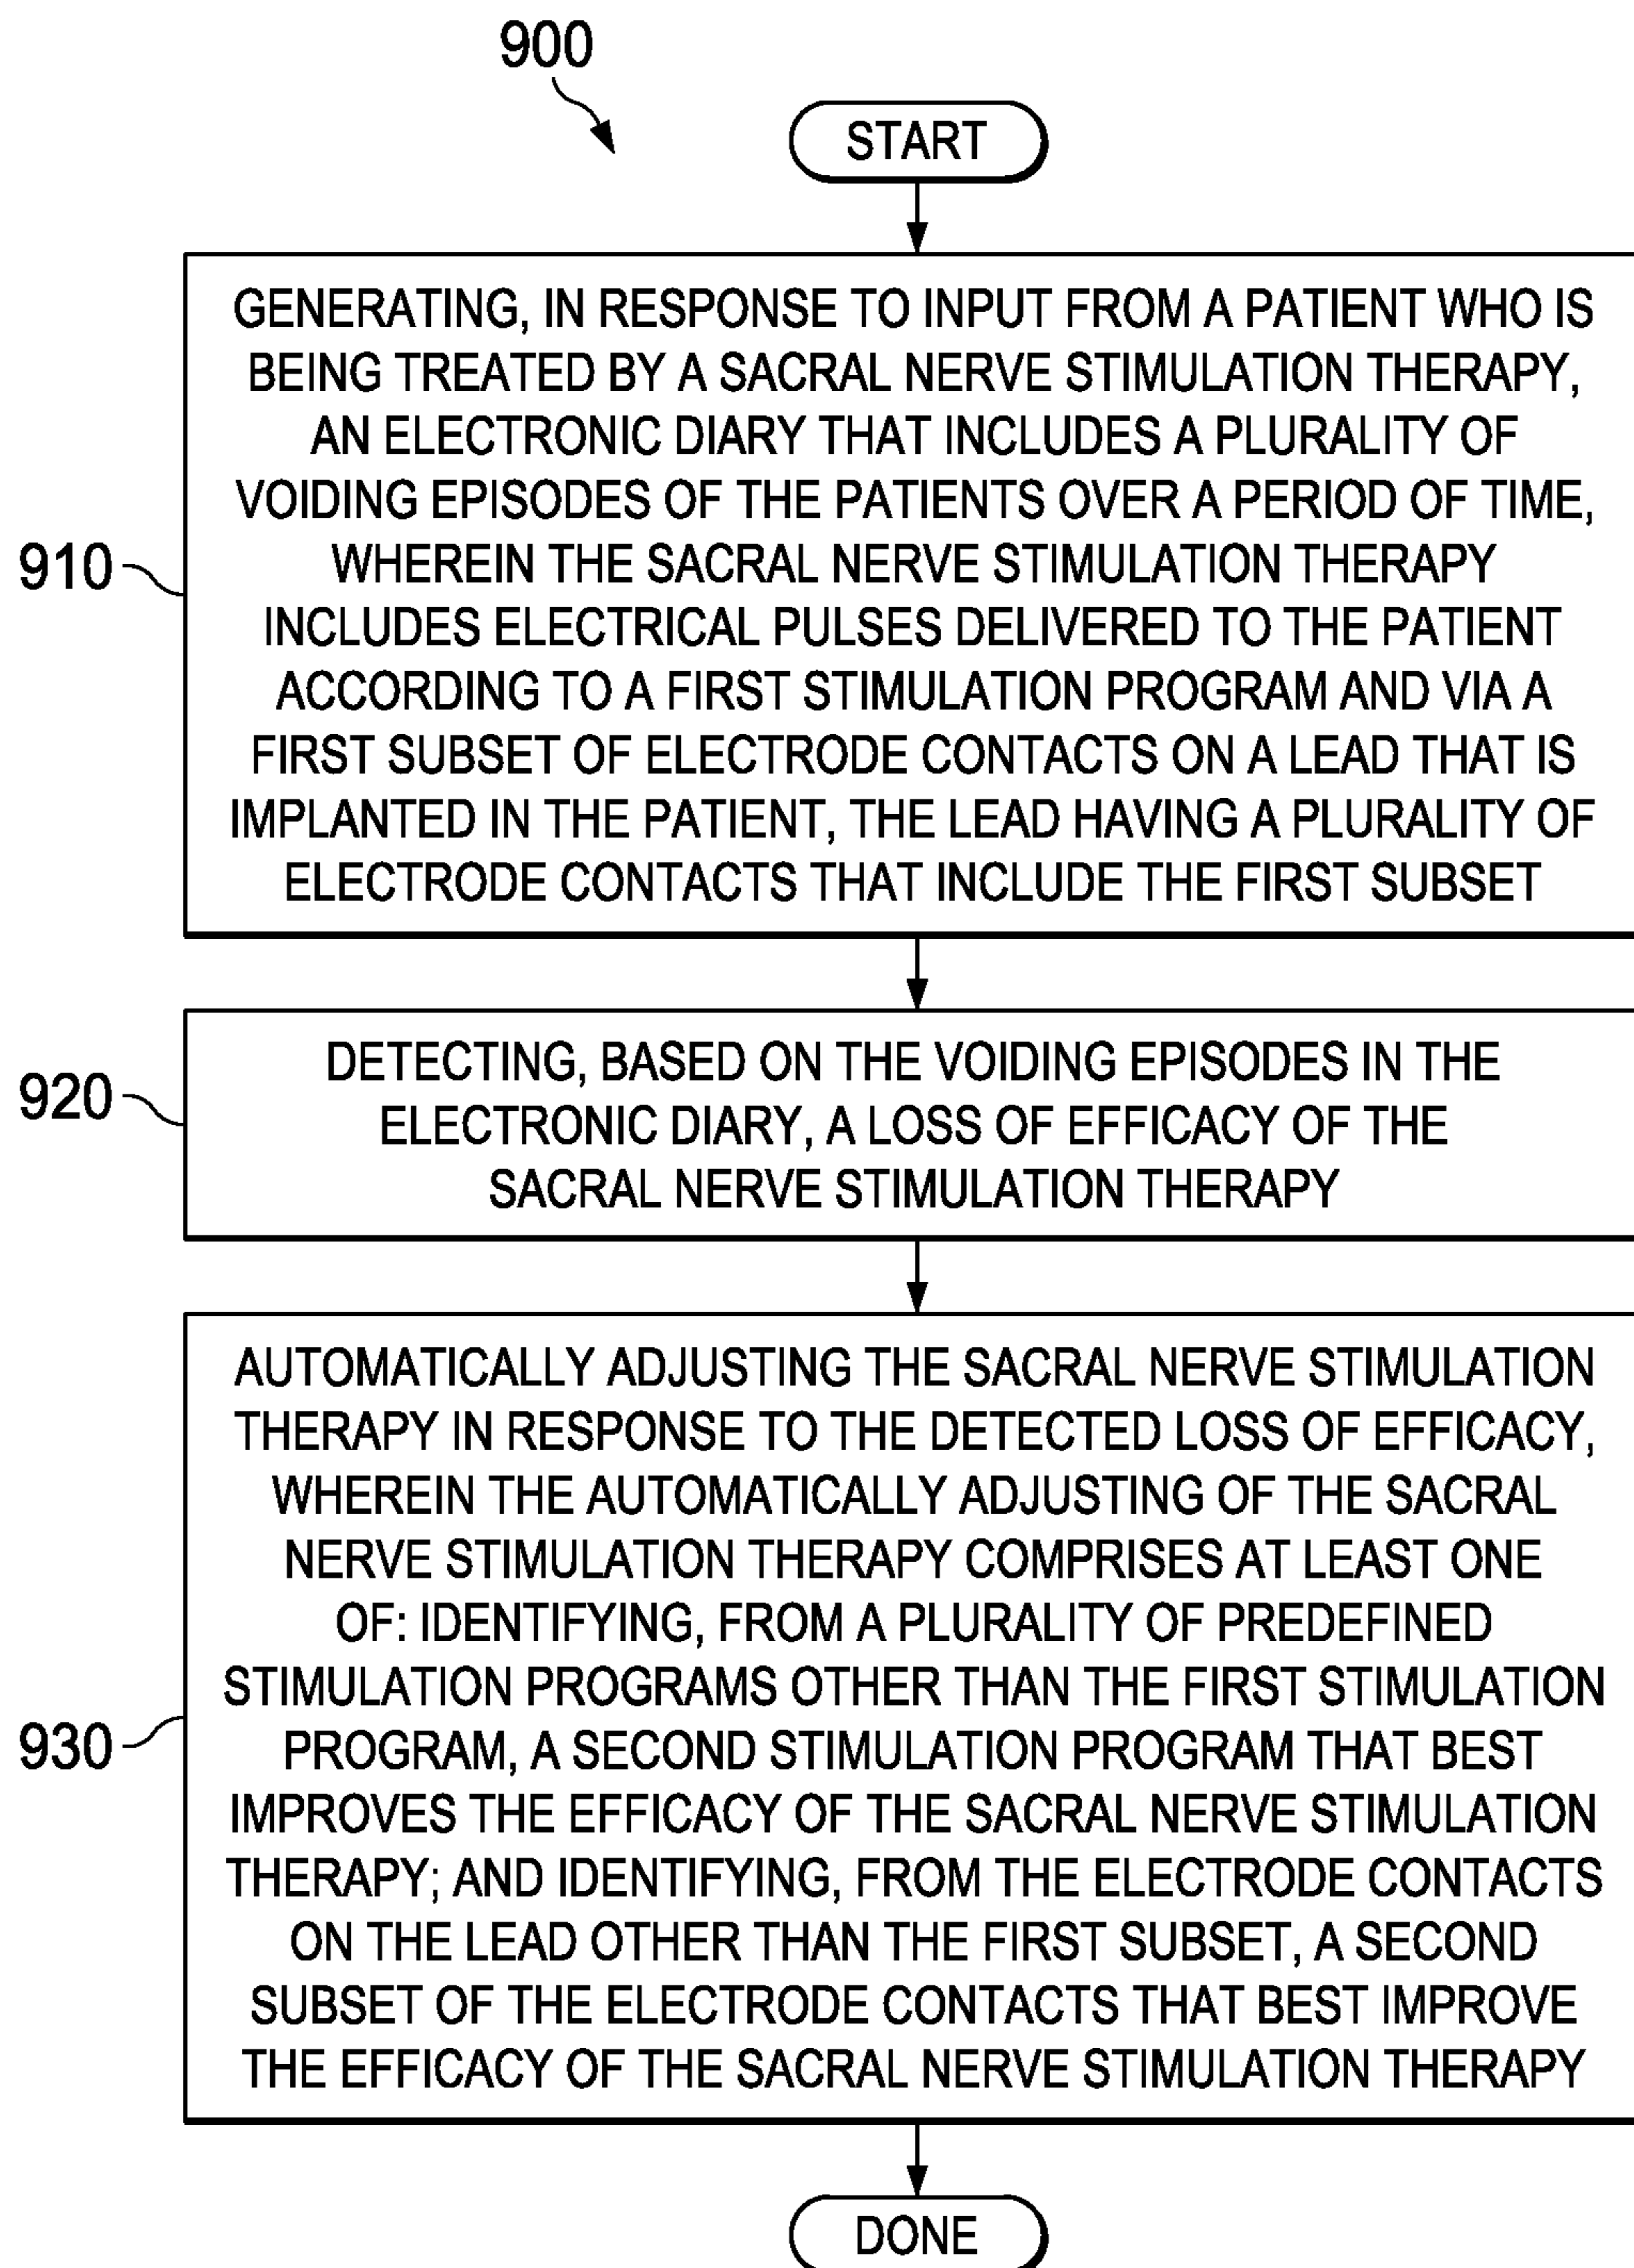 900
START
GENERATING, IN RESPONSE TO INPUT FROM A PATIENT WHO IS
BEING TREATED BY A SACRAL NERVE STIMULATION THERAPY,
AN ELECTRONIC DIARY THAT INCLUDES A PLURALITY OF
VOIDING EPISODES OF THE PATIENTS OVER A PERIOD OF TIME,
WHEREIN THE SACRAL NERVE STIMULATION THERAPY
INCLUDES ELECTRICAL PULSES DELIVERED TO THE PATIENT
ACCORDING TO A FIRST STIMULATION PROGRAM AND VIA A
FIRST SUBSET OF ELECTRODE CONTACTS ON A LEAD THAT IS
IMPLANTED IN THE PATIENT, THE LEAD HAVING A PLURALITY OF
ELECTRODE CONTACTS THAT INCLUDE THE FIRST SUBSET
910
DETECTING, BASED ON THE VOIDING EPISODES IN THE
ELECTRONIC DIARY, A LOSS OF EFFICACY OF THE
SACRAL NERVE STIMULATION THERAPY
920
AUTOMATICALLY ADJUSTING THE SACRAL NERVE STIMULATION
THERAPY IN RESPONSE TO THE DETECTED LOSS OF EFFICACY,
WHEREIN THE AUTOMATICALLY ADJUSTING OF THE SACRAL
NERVE STIMULATION THERAPY COMPRISES AT LEAST ONE
OF: IDENTIFYING, FROM A PLURALITY OF PREDEFINED
STIMULATION PROGRAMS OTHER THAN THE FIRST STIMULATION
PROGRAM, A SECOND STIMULATION PROGRAM THAT BEST
IMPROVES THE EFFICACY OF THE SACRAL NERVE STIMULATION
THERAPY; AND IDENTIFYING, FROM THE ELECTRODE CONTACTS
ON THE LEAD OTHER THAN THE FIRST SUBSET, A SECOND
SUBSET OF THE ELECTRODE CONTACTS THAT BEST IMPROVE
THE EFFICACY OF THE SACRAL NERVE STIMULATION THERAPY
930
DONE